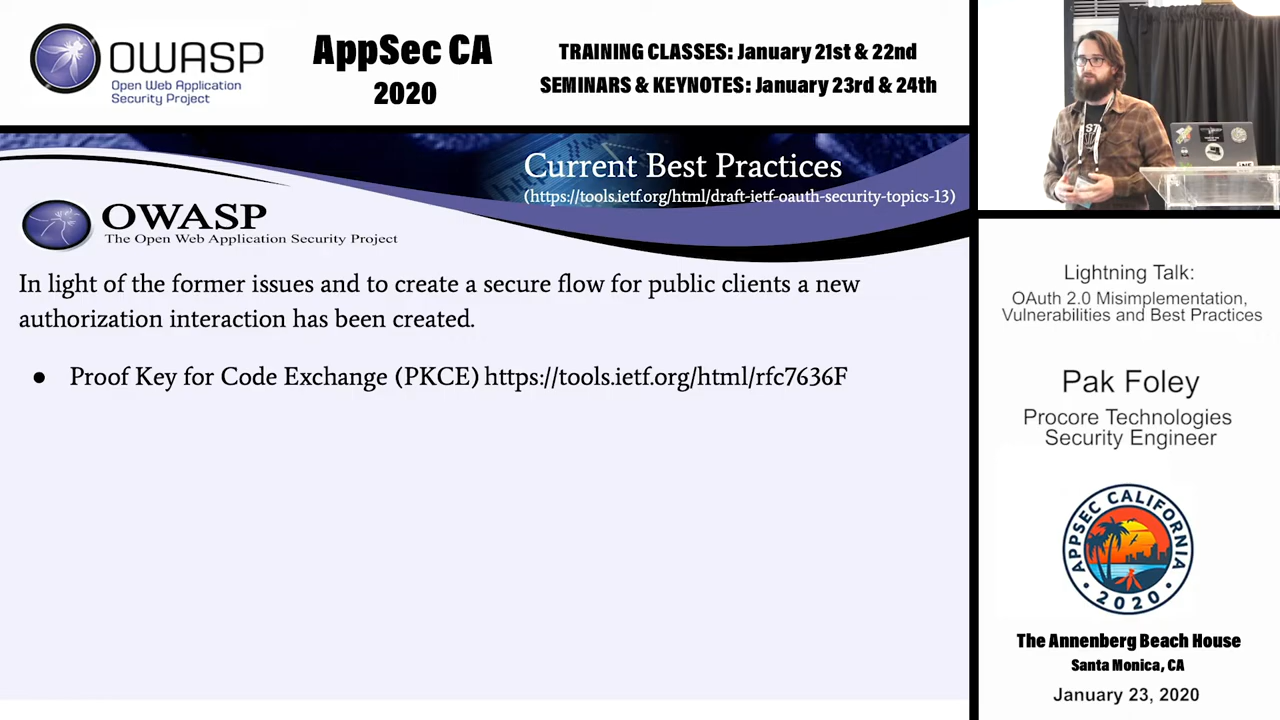 OWASP
Open Web Application
Security Project
AppSec CA
2020
TRAINING CLASSES: January 21st & 22nd
SEMINARS & KEYNOTES: January 23rd & 24th
Current Best Practices
(https://tools.ietf.org/html/draft-ietf-oauth-security-topics-13)
OWASP
The Open Web Application Security Project
In light of the former issues and to create a secure flow for public clients a new
authorization interaction has been created.
● Proof Key for Code Exchange (PKCE) https://tools.ietf.org/html/rfc7636F
Lightning Talk:
OAuth 2.0 Misimplementation,
Vulnerabilities and Best Practices
Pak Foley
Procore Technologies
Security Engineer
APPSEC CALIFORNIA
• 2020 •
The Annenberg Beach House
Santa Monica, CA
January 23, 2020